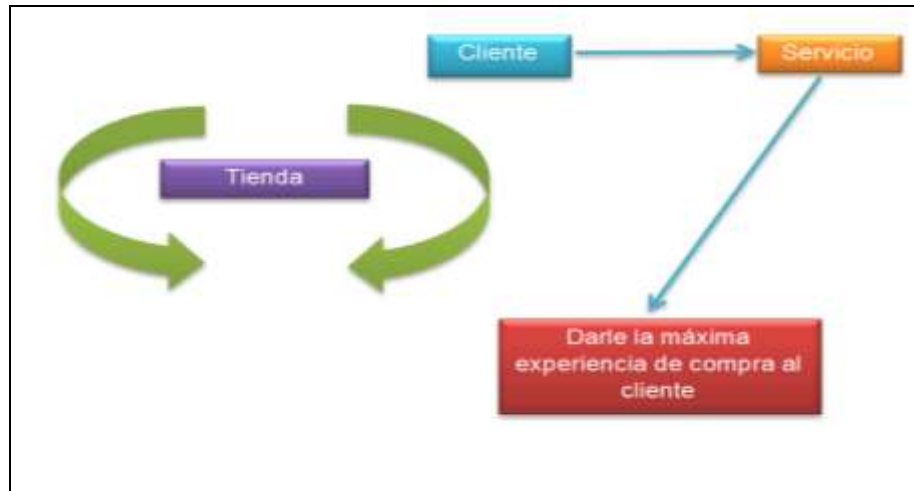 Cliente
Servicio
Tienda
Darle la máxima
experiencia de compra al
cliente